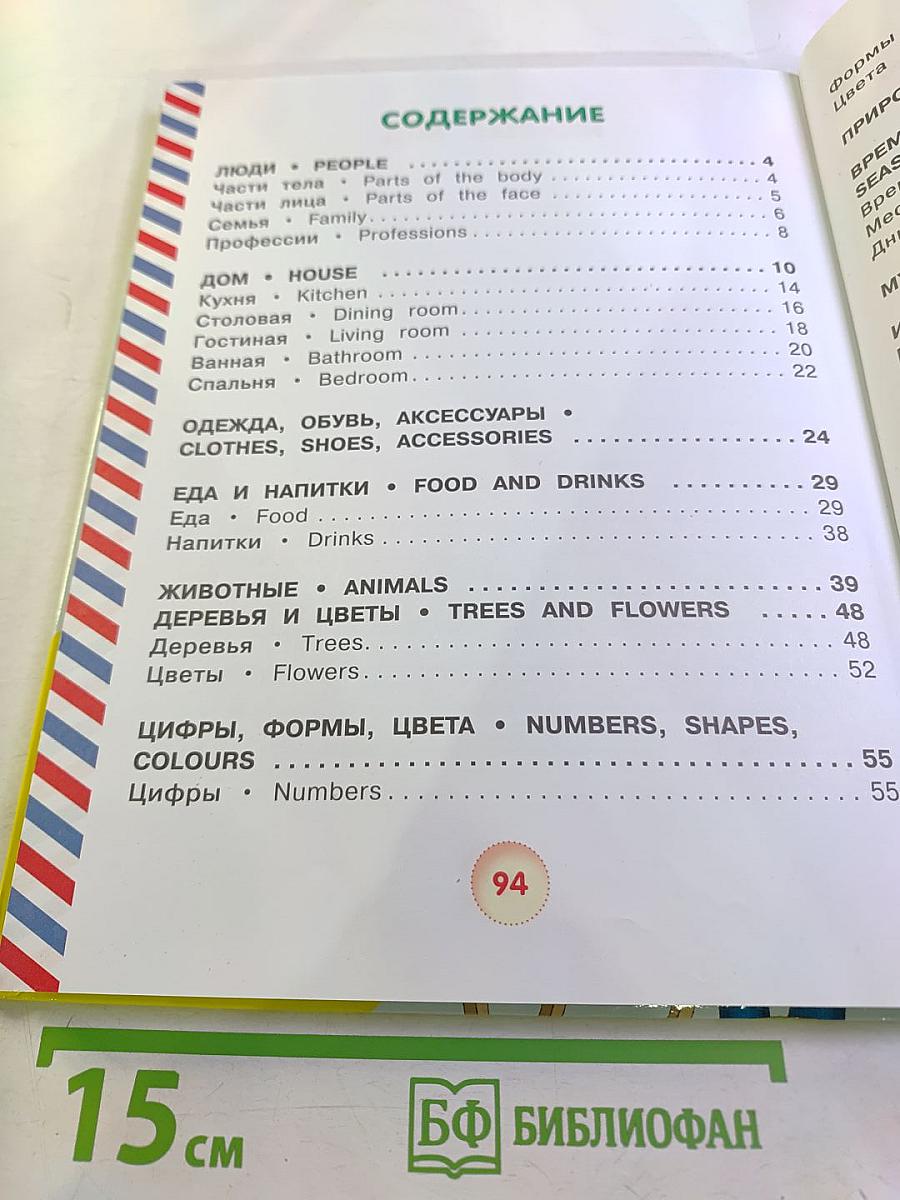 СОДЕРЖАНИЕ
ЛЮДИ • PEOPLE ........ 4
Части тела • Parts of the body ........ 4
Части лица • Parts of the face ........ 5
Семья • Family ........ 6
Профессии • Professions ........ 8
ДОМ • HOUSE ........ 10
Кухня • Kitchen ........ 14
Столовая • Dining room ........ 16
Гостиная • Living room ........ 18
Ванная • Bathroom ........ 20
Спальня • Bedroom ........ 22
ОДЕЖДА, ОБУВЬ, АКСЕССУАРЫ •
CLOTHES, SHOES, ACCESSORIES ........ 24
ЕДА И НАПИТКИ • FOOD AND DRINKS ........ 29
Еда • Food ........ 29
Напитки • Drinks ........ 38
ЖИВОТНЫЕ • ANIMALS ........ 39
ДЕРЕВЬЯ И ЦВЕТЫ • TREES AND FLOWERS ..... 48
Деревья • Trees ........ 48
Цветы • Flowers ........ 52
ЦИФРЫ, ФОРМЫ, ЦВЕТА • NUMBERS, SHAPES,
COLOURS ........ 55
Цифры • Numbers ........ 55
94
Формы
Цвета
15 см
БФ БИБЛИОФАН